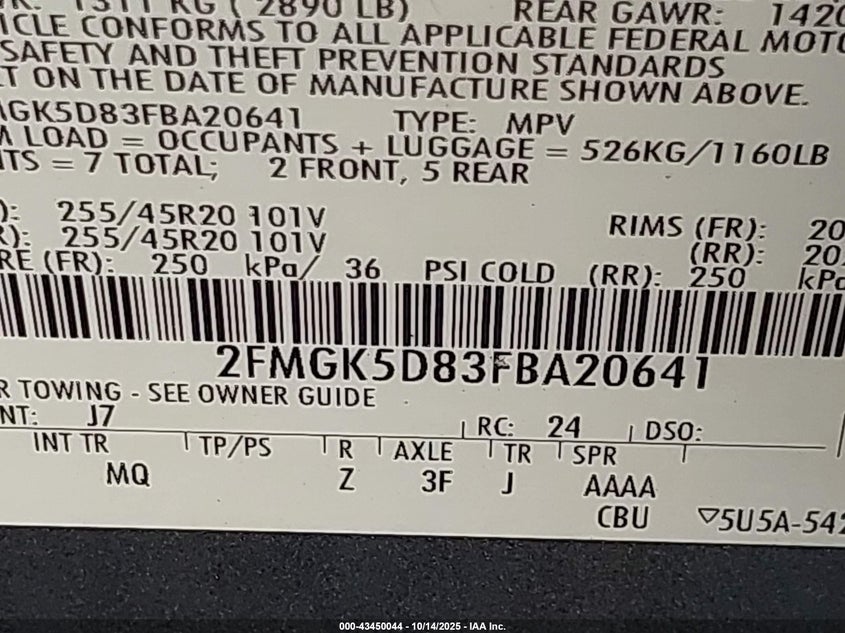 1311 KG ( 2890 LB) REAR GAWR: 1420
ICLE CONFORMS TO ALL APPLICABLE FEDERAL MOTO
SAFETY AND THEFT PREVENTION STANDARDS
T ON THE DATE OF MANUFACTURE SHOWN ABOVE.
MGK5D83FBA20641 TYPE: MPV
M LOAD = OCCUPANTS + LUGGAGE = 526KG/1160LB
NTS = 7 TOTAL; 2 FRONT, 5 REAR
): 255/45R20 101V RIMS (FR): 20
R): 255/45R20 101V (RR): 20
RE (FR): 250 kPa/ 36 PSI COLD (RR): 250 kPa
2FMGK5D83FBA20641
R TOWING - SEE OWNER GUIDE
NT: J7 RC: 24 DSO:
INT TR TP/PS R AXLE TR SPR
MQ Z 3F J AAAA
CBU ▽5U5A-542
000-43450044 - 10/14/2025 - IAA Inc.